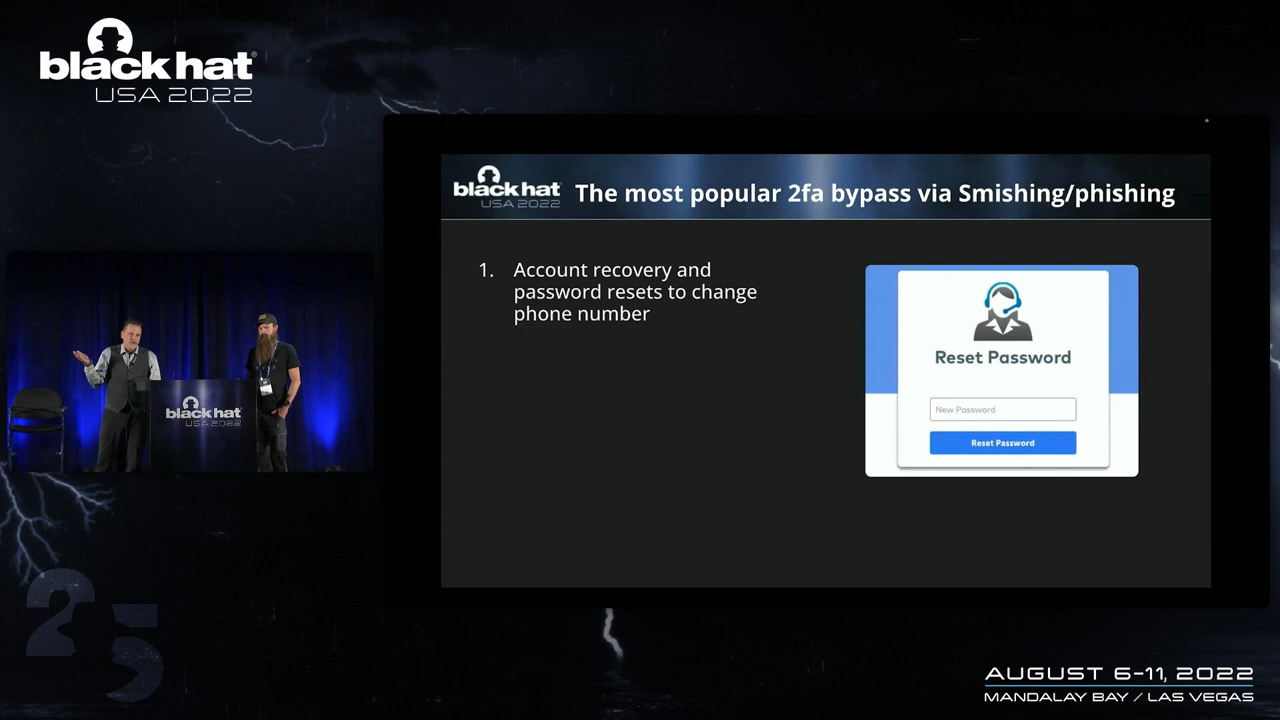 black hat®
USA 2022
black hat
USA 2022
The most popular 2fa bypass via Smishing/phishing
1. Account recovery and
password resets to change
phone number
Reset Password
New Password
Reset Password
black hat
USA 2022
25
AUGUST 6-11, 2022
MANDALAY BAY / LAS VEGAS